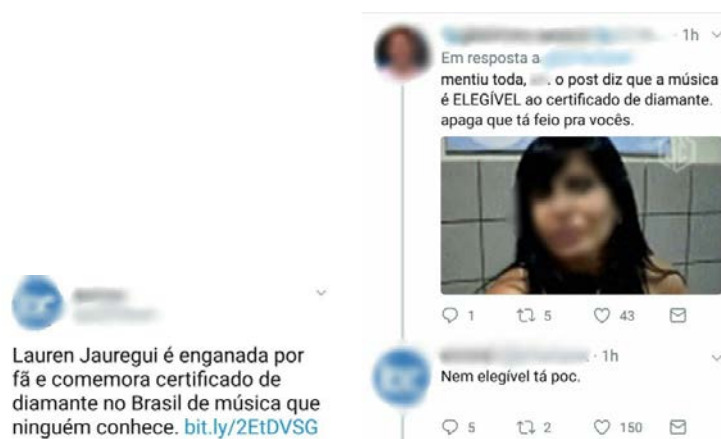 Lauren Jauregui é enganada por
fã e comemora certificado de
diamante no Brasil de música que
ninguém conhece. bit.ly/2EtDVSG
· 1h
Em resposta a
mentiu toda, . o post diz que a música
é ELEGÍVEL ao certificado de diamante.
apaga que tá feio pra vocês.
1 5 43
· 1h
Nem elegível tá poc.
5 2 150